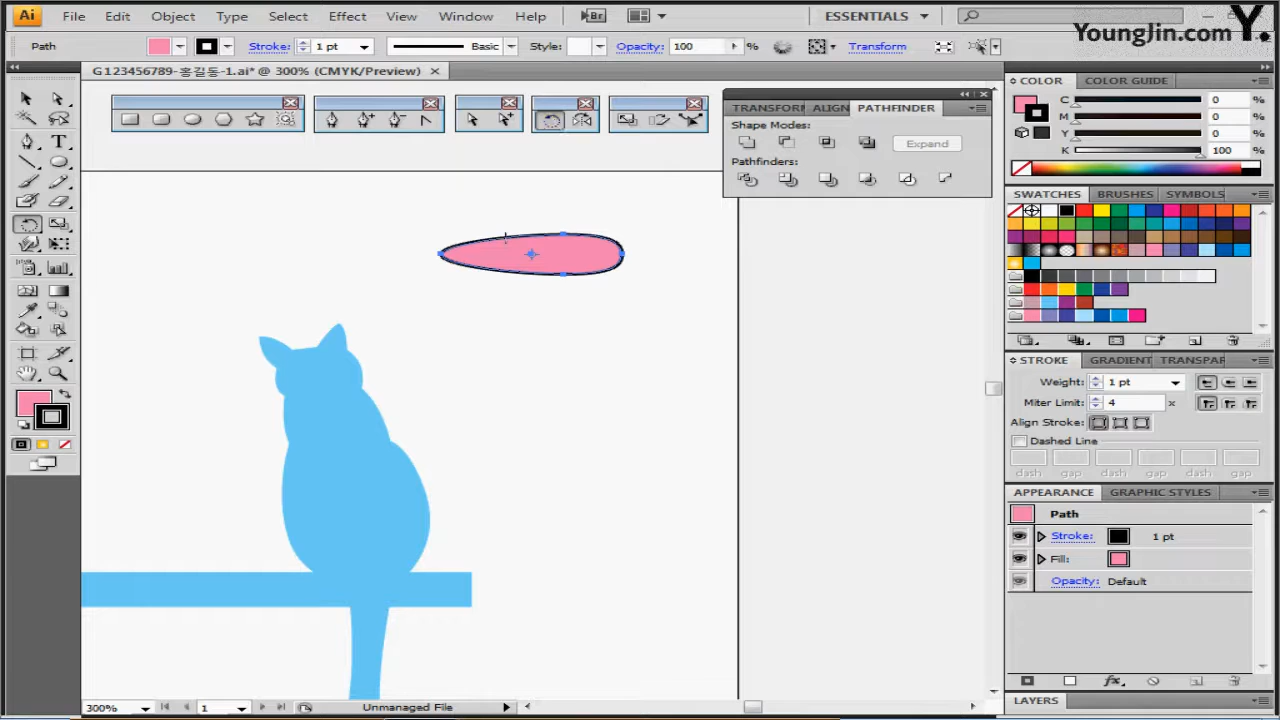 Ai File Edit Object Type Select Effect View Window Help Br ESSENTIALS
YoungJin.com Y.
Path Stroke: 1 pt Basic Style: Opacity: 100 % Transform
G123456789-홍길동-1.ai* @ 300% (CMYK/Preview)
TRANSFORM ALIGN PATHFINDER
Shape Modes:
Expand
Pathfinders:
COLOR COLOR GUIDE
C 0 %
M 0 %
Y 0 %
K 100 %
SWATCHES BRUSHES SYMBOLS
STROKE GRADIENT TRANSPAR
Weight: 1 pt
Miter Limit: 4 x
Align Stroke:
Dashed Line
dash gap dash gap dash gap
APPEARANCE GRAPHIC STYLES
Path
Stroke: 1 pt
Fill:
Opacity: Default
fx
LAYERS
300% 1 Unmanaged File